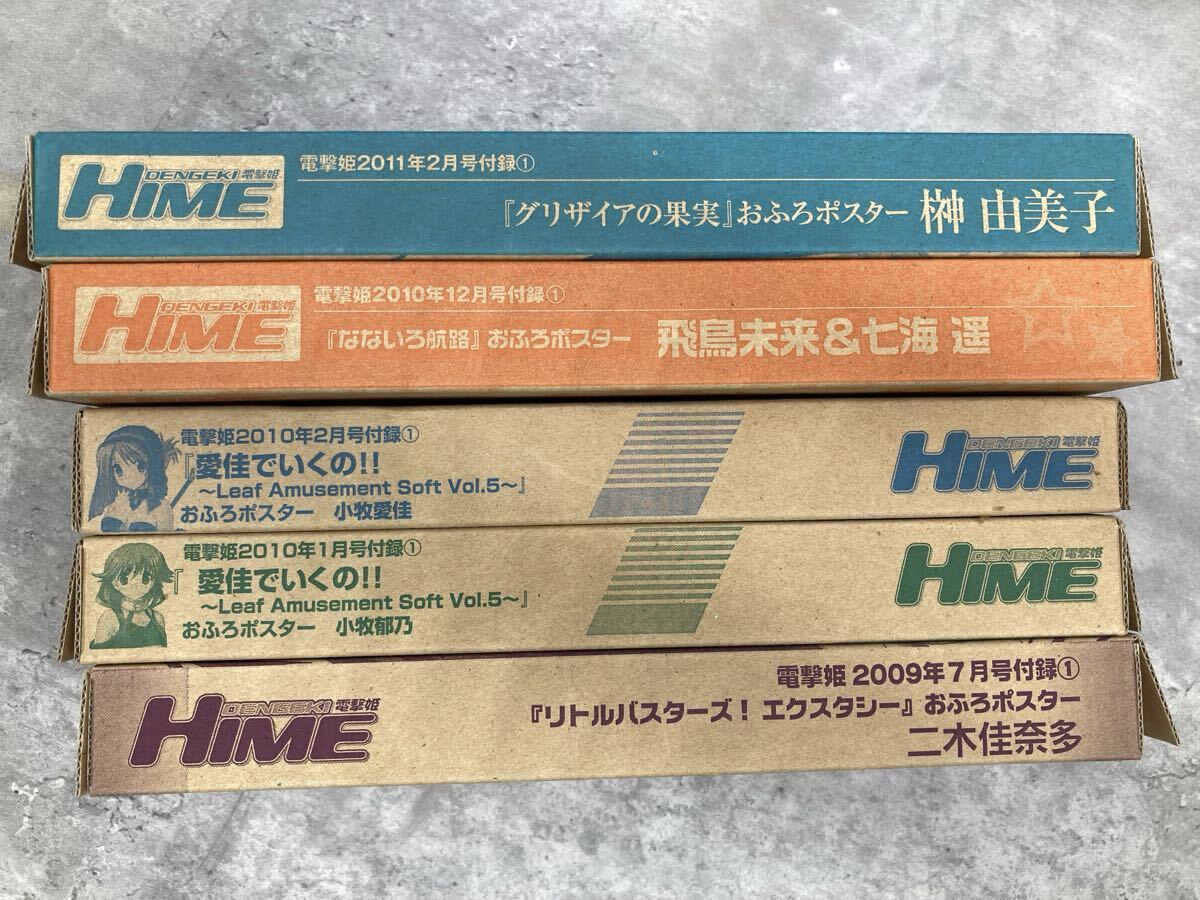 DENGEKI 電撃姫
HIME
電撃姫2011年2月号付録①
『グリザイアの果実』おふろポスター 榊 由美子
DENGEKI 電撃姫
HIME
電撃姫2010年12月号付録①
『なないろ航路』おふろポスター 飛鳥未来&七海 遥
電撃姫2010年2月号付録①
『愛佳でいくの!!
～Leaf Amusement Soft Vol.5～』
おふろポスター 小牧愛佳
DENGEKI 電撃姫
HIME
電撃姫2010年1月号付録①
『愛佳でいくの!!
～Leaf Amusement Soft Vol.5～』
おふろポスター 小牧郁乃
DENGEKI 電撃姫
HIME
DENGEKI 電撃姫
HIME
電撃姫 2009年7月号付録①
『リトルバスターズ! エクスタシー』おふろポスター
二木佳奈多